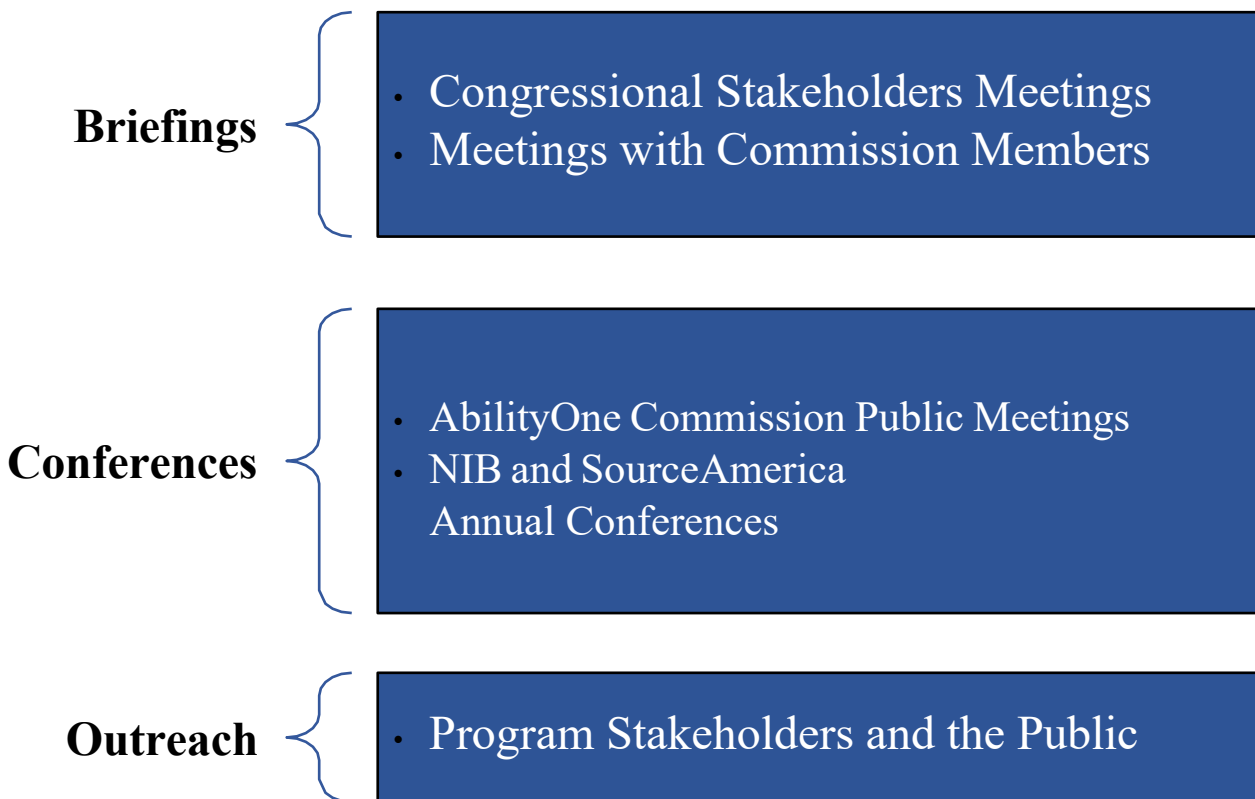 Briefings
· Congressional Stakeholders Meetings
· Meetings with Commission Members
Conferences
· AbilityOne Commission Public Meetings
· NIB and SourceAmerica
Annual Conferences
Outreach
· Program Stakeholders and the Public